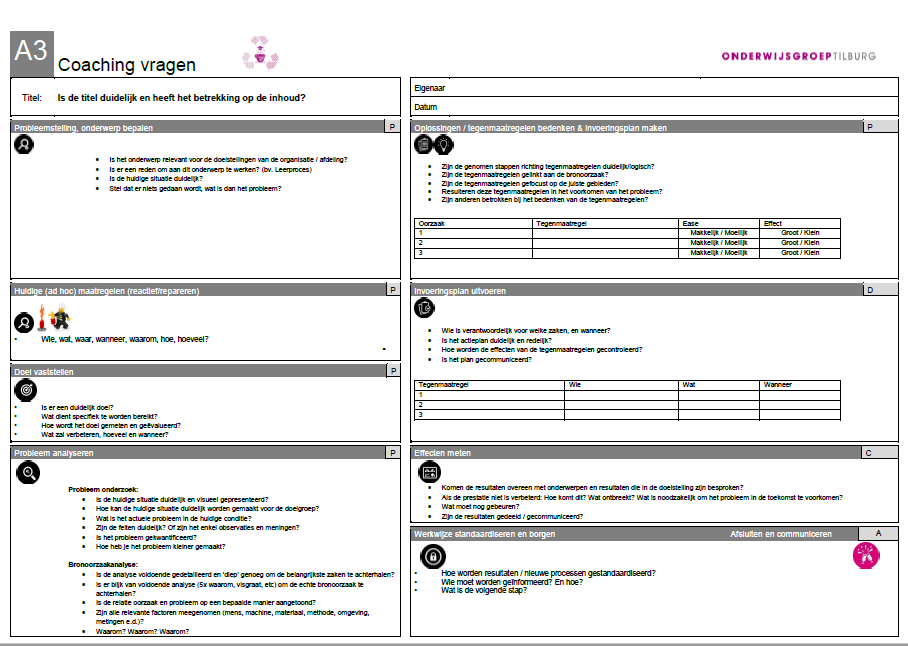 A3
Coaching vragen
ONDERWIJSGROEPTILBURG
Titel: Is de titel duidelijk en heeft het betrekking op de inhoud?
Eigenaar
Datum
Probleemstelling, onderwerp bepalen P
• Is het onderwerp relevant voor de doelstellingen van de organisatie / afdeling?
• Is er een reden om aan dit onderwerp te werken? (bv. Leerproces)
• Is de huidige situatie duidelijk?
• Stel dat er niets gedaan wordt, wat is dan het probleem?
Huidige (ad hoc) maatregelen (reactief/repareren) P
• Wie, wat, waar, wanneer, waarom, hoe, hoeveel?
•
Doel vaststellen P
• Is er een duidelijk doel?
• Wat dient specifiek te worden bereikt?
• Hoe wordt het doel gemeten en geëvalueerd?
• Wat zal verbeteren, hoeveel en wanneer?
Probleem analyseren P
Probleem onderzoek:
• Is de huidige situatie duidelijk en visueel gepresenteerd?
• Hoe kan de huidige situatie duidelijk worden gemaakt voor de doelgroep?
• Wat is het actuele probleem in de huidige conditie?
• Zijn de feiten duidelijk? Of zijn het enkel observaties en meningen?
• Is het probleem gekwantificeerd?
• Hoe heb je het probleem kleiner gemaakt?
Bronoorzaakanalyse:
• Is de analyse voldoende gedetailleerd en 'diep' genoeg om de belangrijkste zaken te achterhalen?
• Is er blijk van voldoende analyse (5x waarom, visgraat, etc) om de echte bronoorzaak te
achterhalen?
• Is de relatie oorzaak en probleem op een bepaalde manier aangetoond?
• Zijn alle relevante factoren meegenomen (mens, machine, materiaal, methode, omgeving,
metingen e.d.)?
• Waarom? Waarom? Waarom?
Oplossingen / tegenmaatregelen bedenken & invoeringsplan maken P
• Zijn de genomen stappen richting tegenmaatregelen duidelijk/logisch?
• Zijn de tegenmaatregelen gelinkt aan de bronoorzaak?
• Zijn de tegenmaatregelen gefocust op de juiste gebieden?
• Resulteren deze tegenmaatregelen in het voorkomen van het probleem?
• Zijn anderen betrokken bij het bedenken van de tegenmaatregelen?
Oorzaak Tegenmaatregel Ease Effect
1 Makkelijk / Moeilijk Groot / Klein
2 Makkelijk / Moeilijk Groot / Klein
3 Makkelijk / Moeilijk Groot / Klein
Invoeringsplan uitvoeren D
• Wie is verantwoordelijk voor welke zaken, en wanneer?
• Is het actieplan duidelijk en redelijk?
• Hoe worden de effecten van de tegenmaatregelen gecontroleerd?
• Is het plan gecommuniceerd?
Tegenmaatregel Wie Wat Wanneer
1
2
3
Effecten meten C
• Komen de resultaten overeen met onderwerpen en resultaten die in de doelstelling zijn besproken?
• Als de prestatie niet is verbeterd: Hoe komt dit? Wat ontbreekt? Wat is noodzakelijk om het probleem in de toekomst te voorkomen?
• Wat moet nog gebeuren?
• Zijn de resultaten gedeeld / gecommuniceerd?
Werkwijze standaardiseren en borgen Afsluiten en communiceren A
• Hoe worden resultaten / nieuwe processen gestandaardiseerd?
• Wie moet worden geïnformeerd? En hoe?
• Wat is de volgende stap?